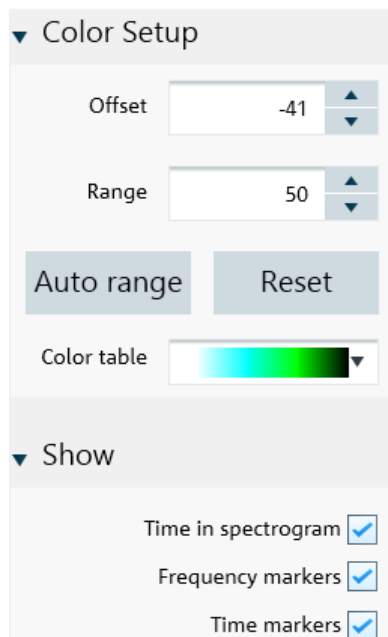 Color Setup
Offset -41
Range 50
Auto range Reset
Color table
Show
Time in spectrogram
Frequency markers
Time markers